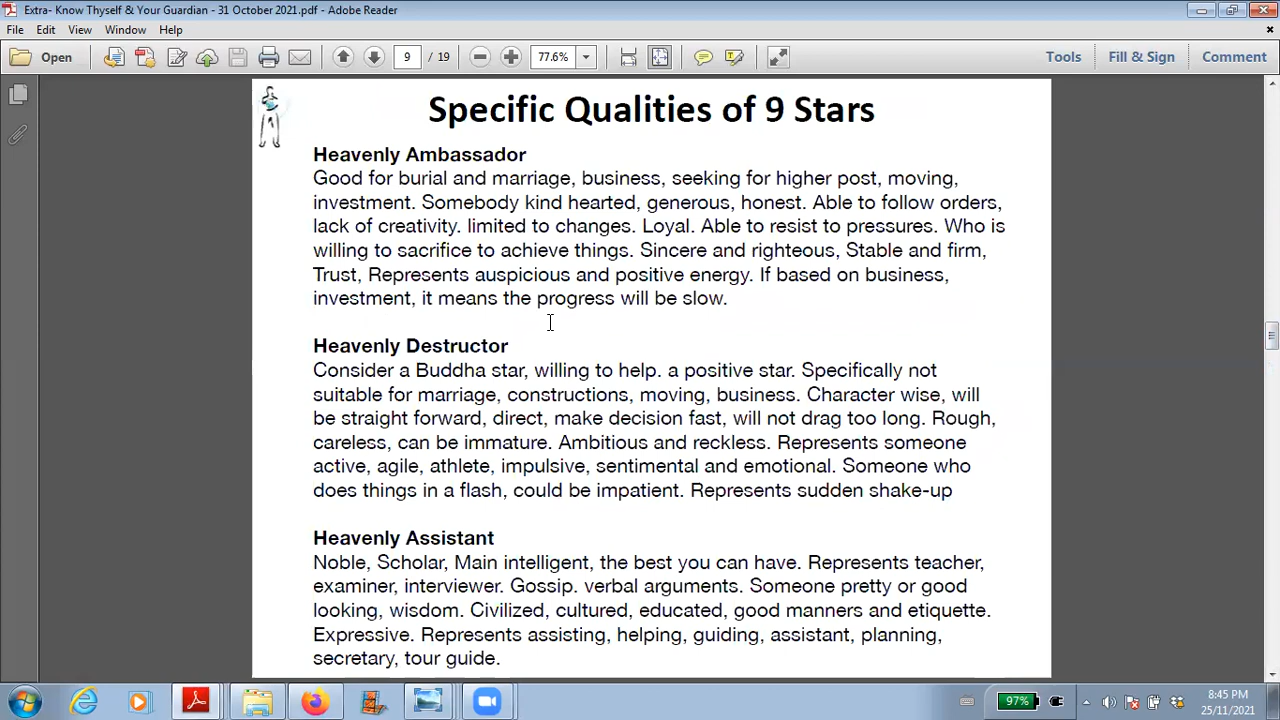 Extra- Know Thyself & Your Guardian - 31 October 2021.pdf - Adobe Reader
File Edit View Window Help
Open 9 / 19 77.6% Tools Fill & Sign Comment
Specific Qualities of 9 Stars
Heavenly Ambassador
Good for burial and marriage, business, seeking for higher post, moving,
investment. Somebody kind hearted, generous, honest. Able to follow orders,
lack of creativity. limited to changes. Loyal. Able to resist to pressures. Who is
willing to sacrifice to achieve things. Sincere and righteous, Stable and firm,
Trust, Represents auspicious and positive energy. If based on business,
investment, it means the progress will be slow.
Heavenly Destructor
Consider a Buddha star, willing to help. a positive star. Specifically not
suitable for marriage, constructions, moving, business. Character wise, will
be straight forward, direct, make decision fast, will not drag too long. Rough,
careless, can be immature. Ambitious and reckless. Represents someone
active, agile, athlete, impulsive, sentimental and emotional. Someone who
does things in a flash, could be impatient. Represents sudden shake-up
Heavenly Assistant
Noble, Scholar, Main intelligent, the best you can have. Represents teacher,
examiner, interviewer. Gossip. verbal arguments. Someone pretty or good
looking, wisdom. Civilized, cultured, educated, good manners and etiquette.
Expressive. Represents assisting, helping, guiding, assistant, planning,
secretary, tour guide.
97%
8:45 PM
25/11/2021